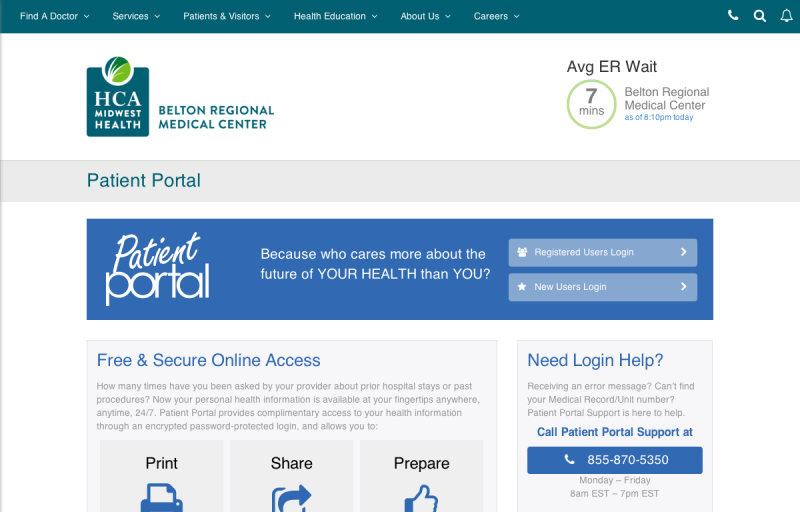 Find A Doctor Services Patients & Visitors Health Education About Us Careers
HCA
MIDWEST
HEALTH
BELTON REGIONAL
MEDICAL CENTER
Avg ER Wait
7
mins
Belton Regional
Medical Center
as of 8:10pm today
Patient Portal
Patient
portal
Because who cares more about the
future of YOUR HEALTH than YOU?
Registered Users Login
New Users Login
Free & Secure Online Access
How many times have you been asked by your provider about prior hospital stays or past
procedures? Now your personal health information is available at your fingertips anywhere,
anytime, 24/7. Patient Portal provides complimentary access to your health information
through an encrypted password-protected login, and allows you to:
Print
Share
Prepare
Need Login Help?
Receiving an error message? Can't find
your Medical Record/Unit number?
Patient Portal Support is here to help.
Call Patient Portal Support at
855-870-5350
Monday – Friday
8am EST – 7pm EST